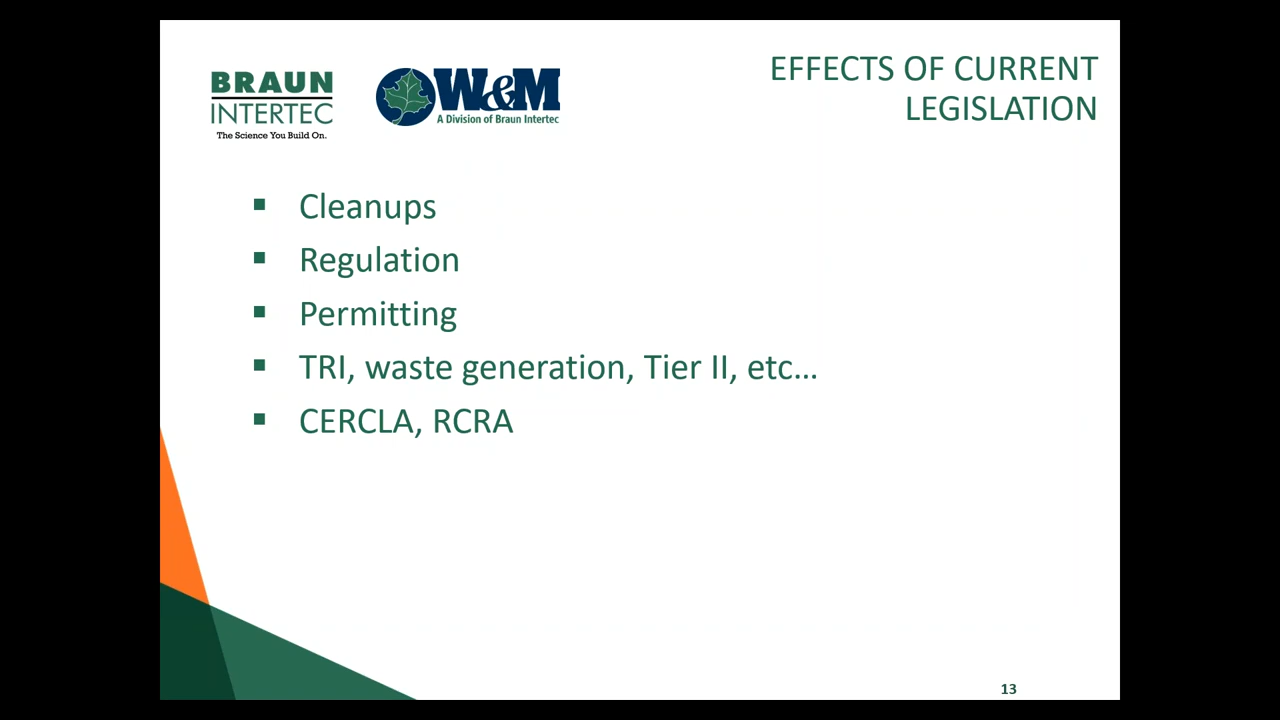 BRAUN
INTERTEC
The Science You Build On.
W&M
A Division of Braun Intertec
EFFECTS OF CURRENT
LEGISLATION
▪ Cleanups
▪ Regulation
▪ Permitting
▪ TRI, waste generation, Tier II, etc…
▪ CERCLA, RCRA
13